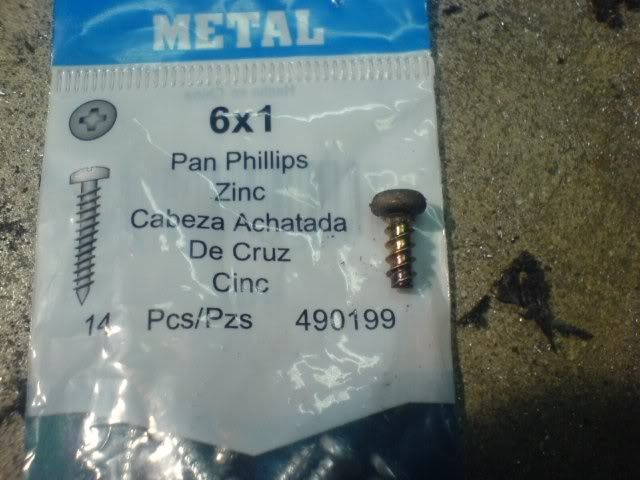 METAL
6x1
Pan Phillips
Zinc
Cabeza Achatada
De Cruz
Cinc
14 Pcs/Pzs 490199